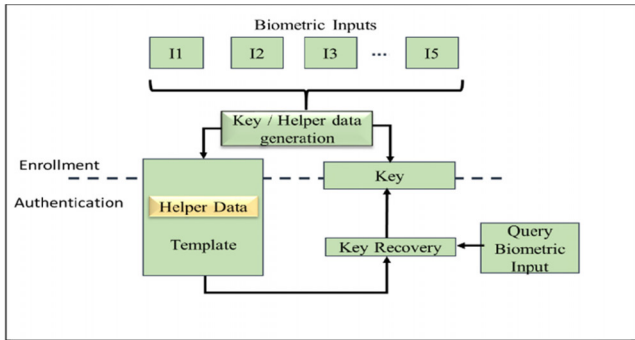 Biometric Inputs
I1
I2
I3
...
I5
Key / Helper data
generation
Enrollment
Key
Authentication
Helper Data
Template
Key Recovery
Query
Biometric
Input